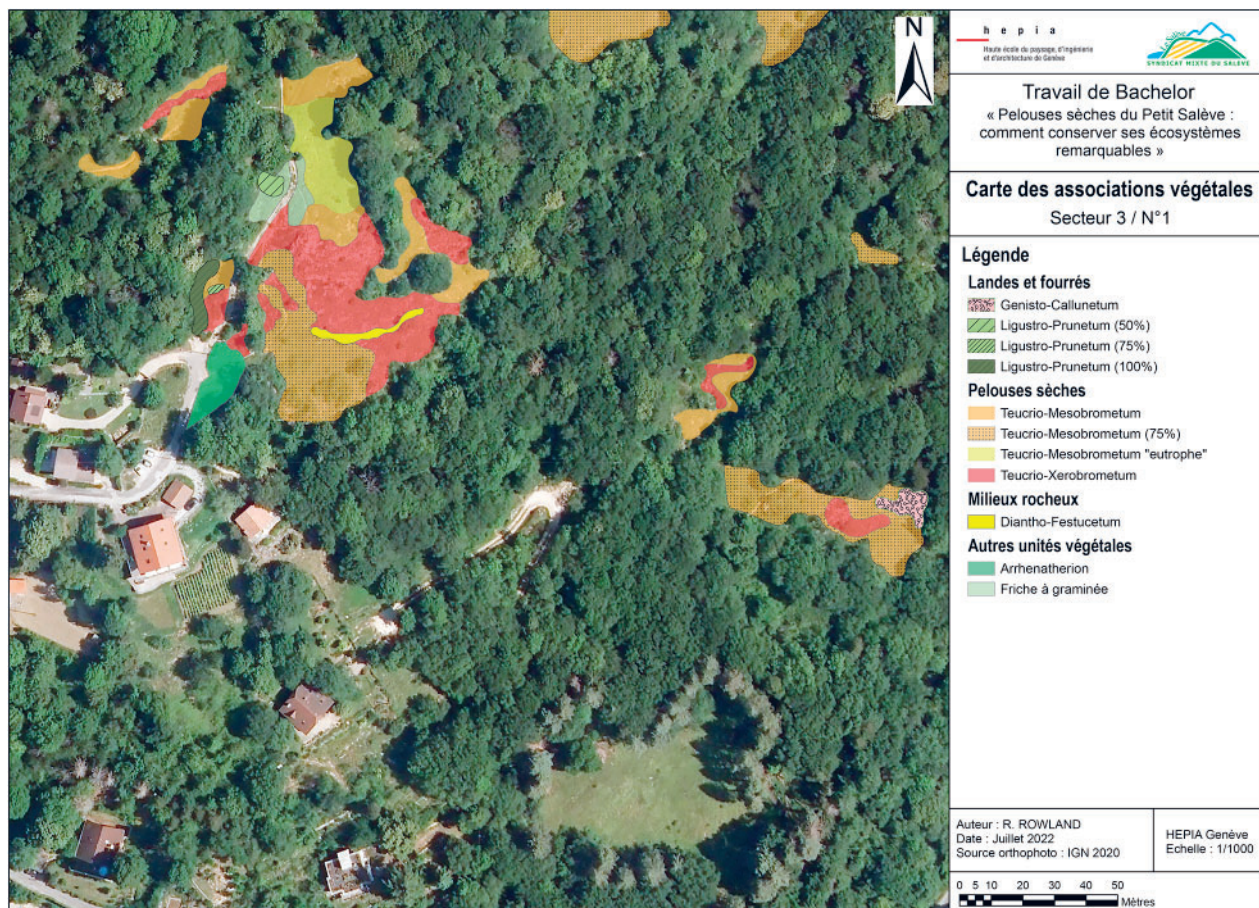 N
h e p i a
Haute école du paysage, d'ingénierie
et d'architecture de Genève
Le Salève
SYNDICAT MIXTE DU SALÈVE
Travail de Bachelor
« Pelouses sèches du Petit Salève :
comment conserver ses écosystèmes
remarquables »
Carte des associations végétales
Secteur 3 / N°1
Légende
Landes et fourrés
Genisto-Callunetum
Ligustro-Prunetum (50%)
Ligustro-Prunetum (75%)
Ligustro-Prunetum (100%)
Pelouses sèches
Teucrio-Mesobrometum
Teucrio-Mesobrometum (75%)
Teucrio-Mesobrometum "eutrophe"
Teucrio-Xerobrometum
Milieux rocheux
Diantho-Festucetum
Autres unités végétales
Arrhenatherion
Friche à graminée
Auteur : R. ROWLAND
Date : Juillet 2022
Source orthophoto : IGN 2020
HEPIA Genève
Echelle : 1/1000
0 5 10 20 30 40 50
Mètres